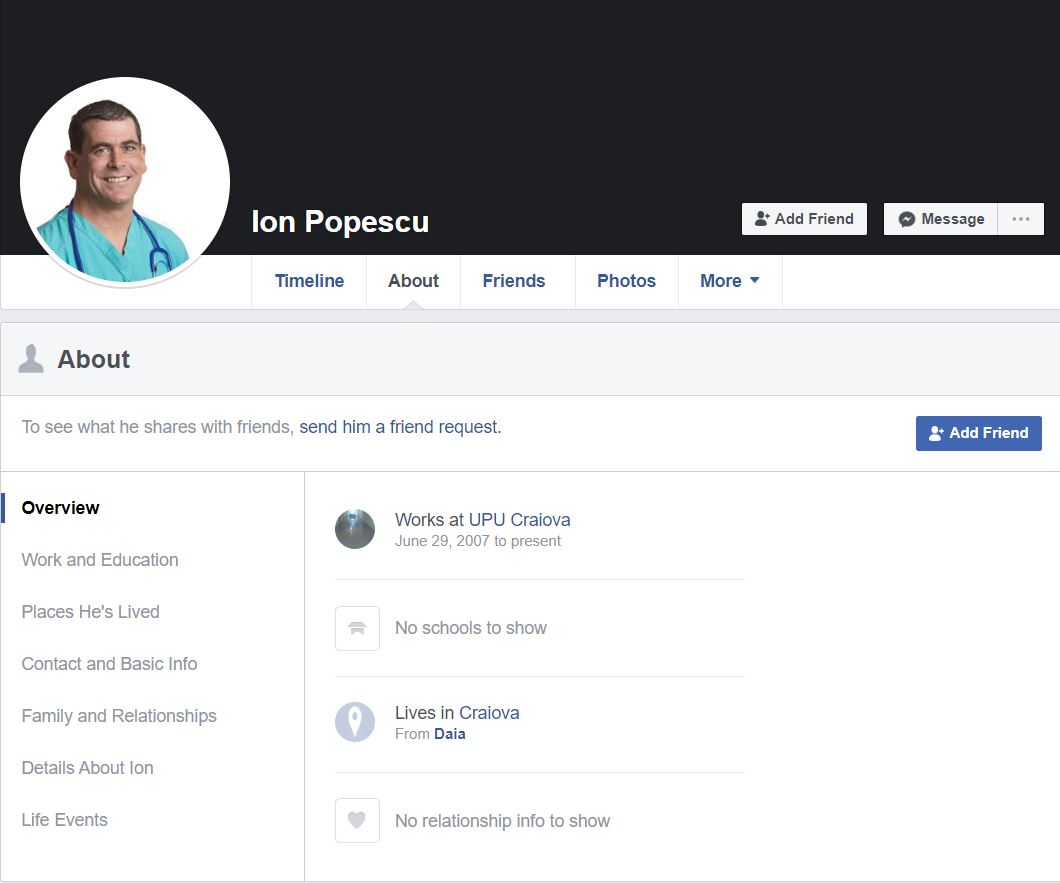 Ion Popescu
Add Friend
Message
Timeline
About
Friends
Photos
More
About
To see what he shares with friends, send him a friend request.
Add Friend
Overview
Work and Education
Places He's Lived
Contact and Basic Info
Family and Relationships
Details About Ion
Life Events
Works at UPU Craiova
June 29, 2007 to present
No schools to show
Lives in Craiova
From Daia
No relationship info to show